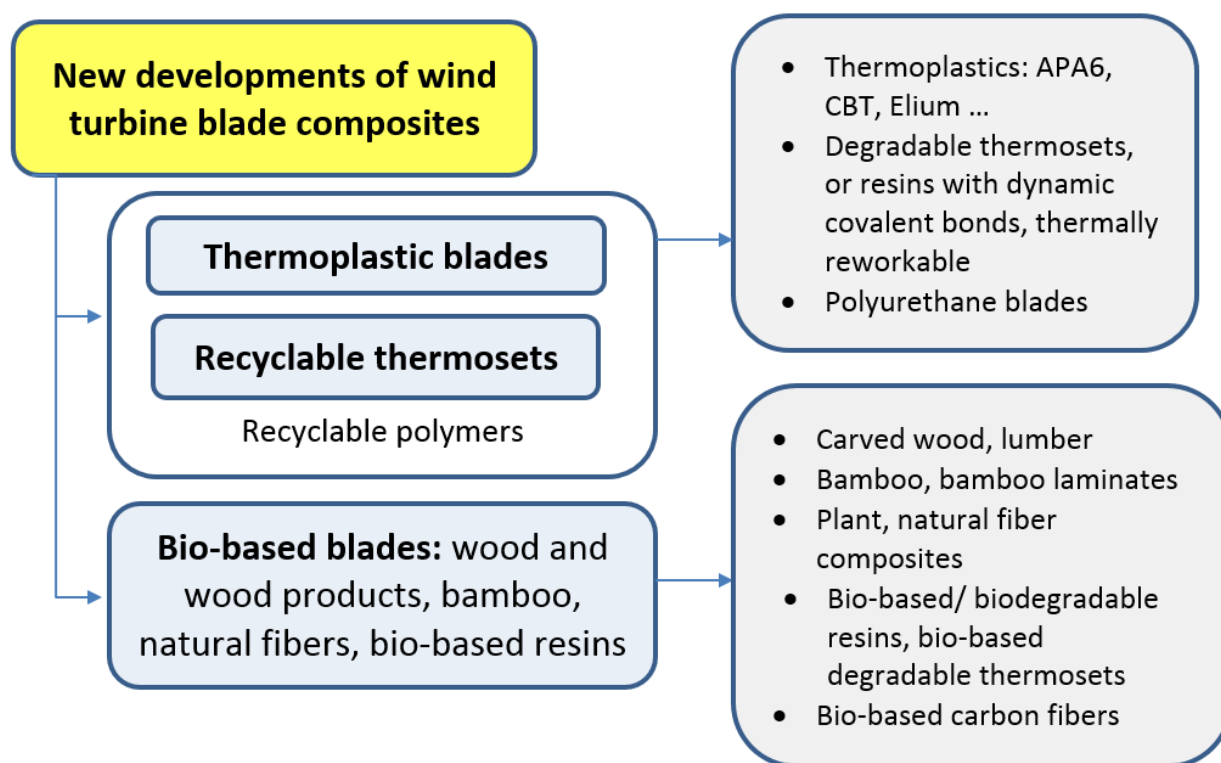 New developments of wind
turbine blade composites
Thermoplastic blades
Recyclable thermosets
Recyclable polymers
Bio-based blades: wood and
wood products, bamboo,
natural fibers, bio-based resins
• Thermoplastics: APA6,
CBT, Elium ...
• Degradable thermosets,
or resins with dynamic
covalent bonds, thermally
reworkable
• Polyurethane blades
• Carved wood, lumber
• Bamboo, bamboo laminates
• Plant, natural fiber
composites
• Bio-based/ biodegradable
resins, bio-based
degradable thermosets
• Bio-based carbon fibers